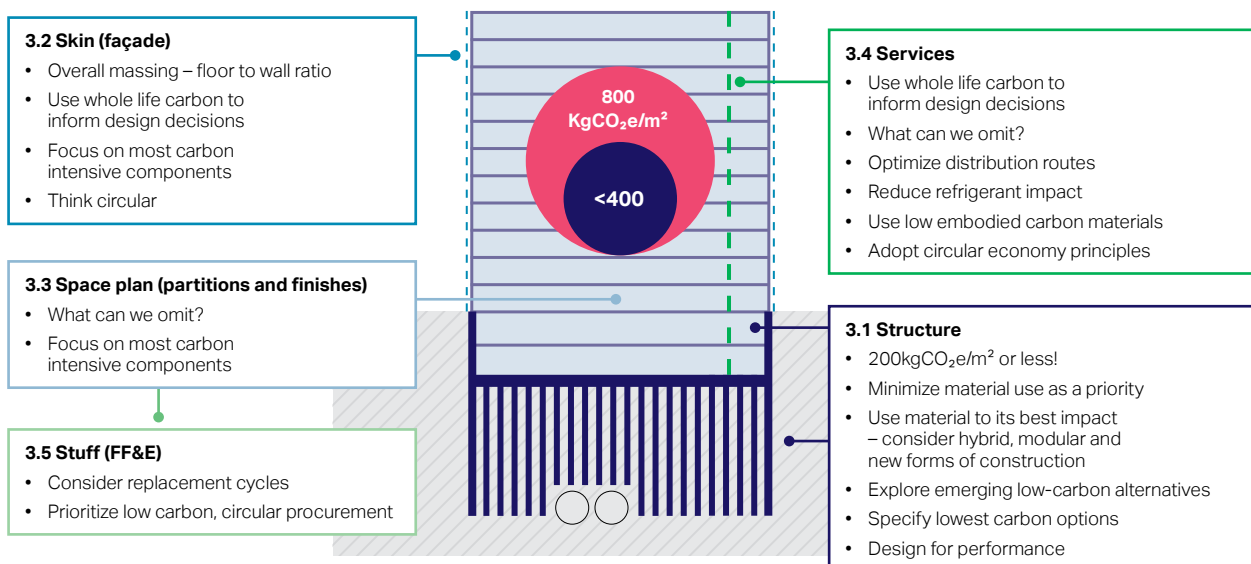 3.2 Skin (façade)
• Overall massing – floor to wall ratio
• Use whole life carbon to
inform design decisions
• Focus on most carbon
intensive components
• Think circular
3.3 Space plan (partitions and finishes)
• What can we omit?
• Focus on most carbon
intensive components
3.5 Stuff (FF&E)
• Consider replacement cycles
• Prioritize low carbon, circular procurement
800
KgCO₂e/m²
<400
3.4 Services
• Use whole life carbon to
inform design decisions
• What can we omit?
• Optimize distribution routes
• Reduce refrigerant impact
• Use low embodied carbon materials
• Adopt circular economy principles
3.1 Structure
• 200kgCO₂e/m² or less!
• Minimize material use as a priority
• Use material to its best impact
– consider hybrid, modular and
new forms of construction
• Explore emerging low-carbon alternatives
• Specify lowest carbon options
• Design for performance